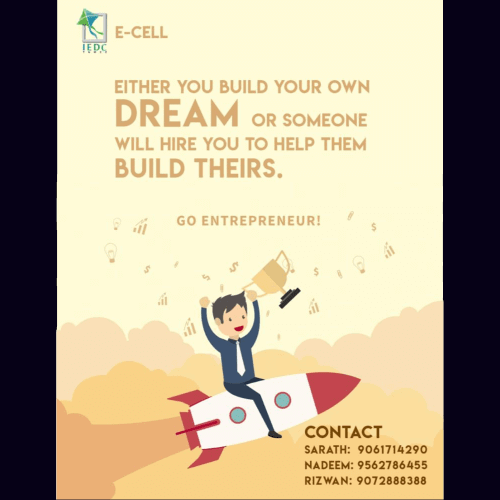 IEDC
E-CELL
EITHER YOU BUILD YOUR OWN
DREAM OR SOMEONE
WILL HIRE YOU TO HELP THEM
BUILD THEIRS.
GO ENTREPRENEUR!
CONTACT
SARATH: 9061714290
NADEEM: 9562786455
RIZWAN: 9072888388